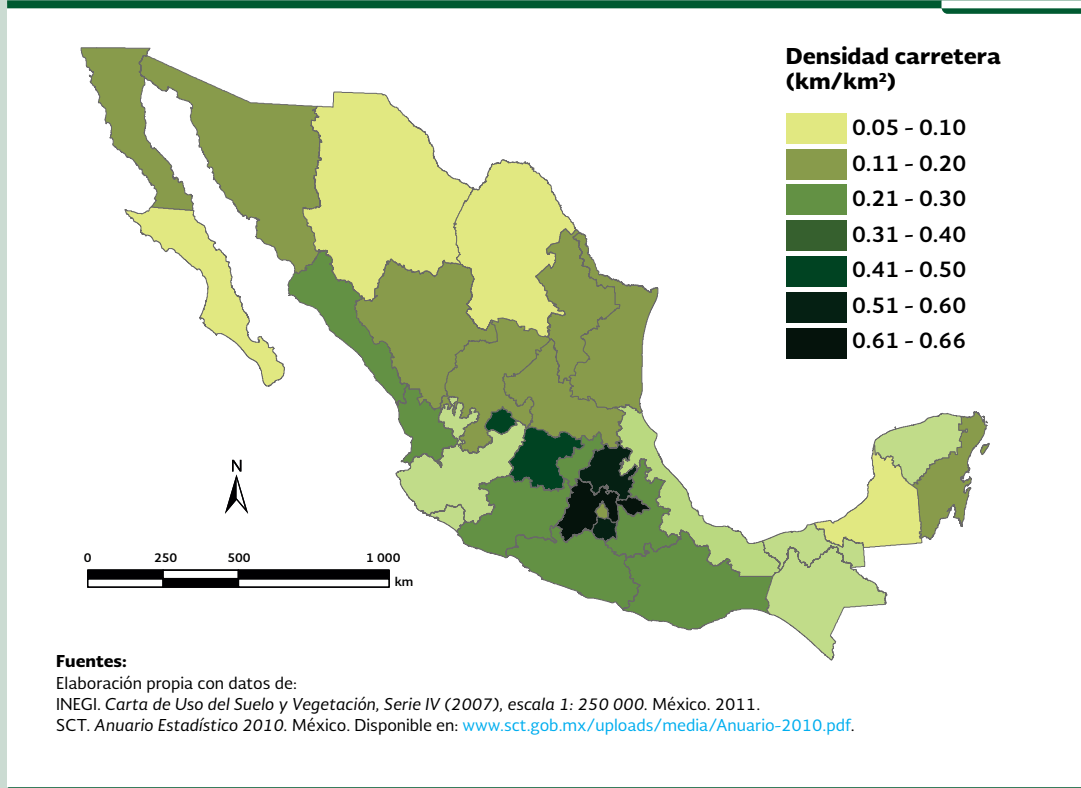 Densidad carretera
(km/km²)
0.05 - 0.10
0.11 - 0.20
0.21 - 0.30
0.31 - 0.40
0.41 - 0.50
0.51 - 0.60
0.61 - 0.66
N
0 250 500 1 000
km
Fuentes:
Elaboración propia con datos de:
INEGI. Carta de Uso del Suelo y Vegetación, Serie IV (2007), escala 1: 250 000. México. 2011.
SCT. Anuario Estadístico 2010. México. Disponible en: www.sct.gob.mx/uploads/media/Anuario-2010.pdf.